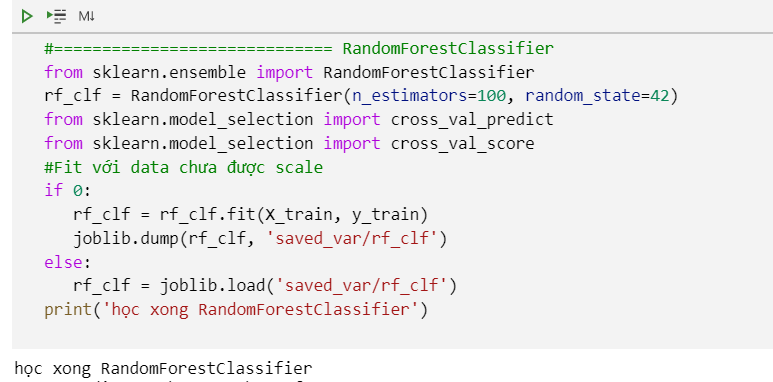 M↓
#============================= RandomForestClassifier
from sklearn.ensemble import RandomForestClassifier
rf_clf = RandomForestClassifier(n_estimators=100, random_state=42)
from sklearn.model_selection import cross_val_predict
from sklearn.model_selection import cross_val_score
#Fit với data chưa được scale
if 0:
   rf_clf = rf_clf.fit(X_train, y_train)
   joblib.dump(rf_clf, 'saved_var/rf_clf')
else:
   rf_clf = joblib.load('saved_var/rf_clf')
print('học xong RandomForestClassifier')
học xong RandomForestClassifier